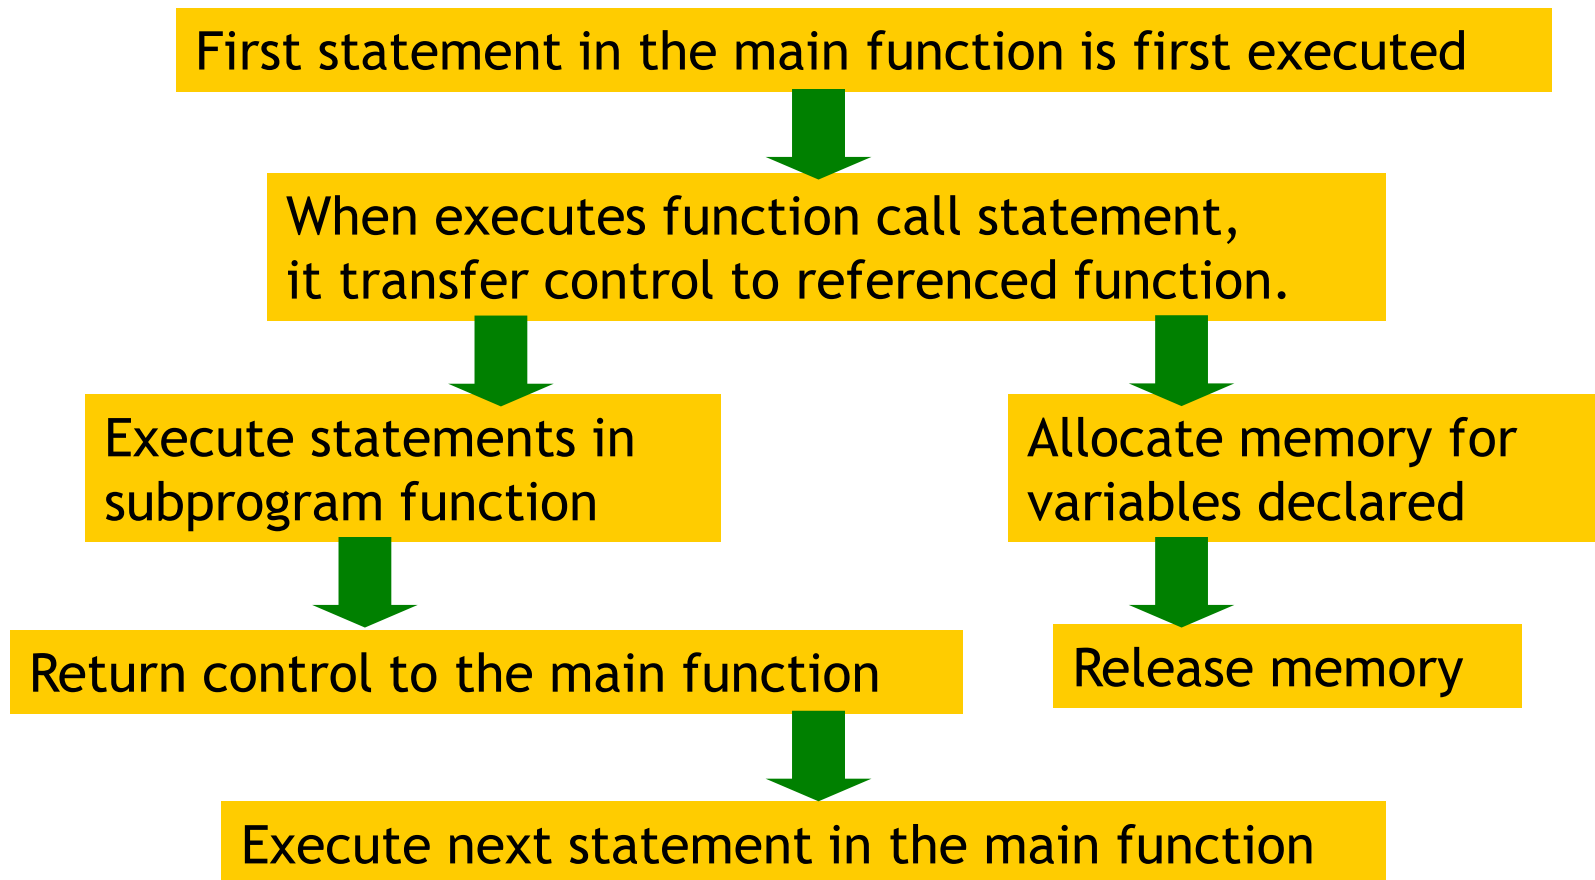 First statement in the main function is first executed
When executes function call statement,
it transfer control to referenced function.
Execute statements in
subprogram function
Allocate memory for
variables declared
Return control to the main function
Release memory
Execute next statement in the main function